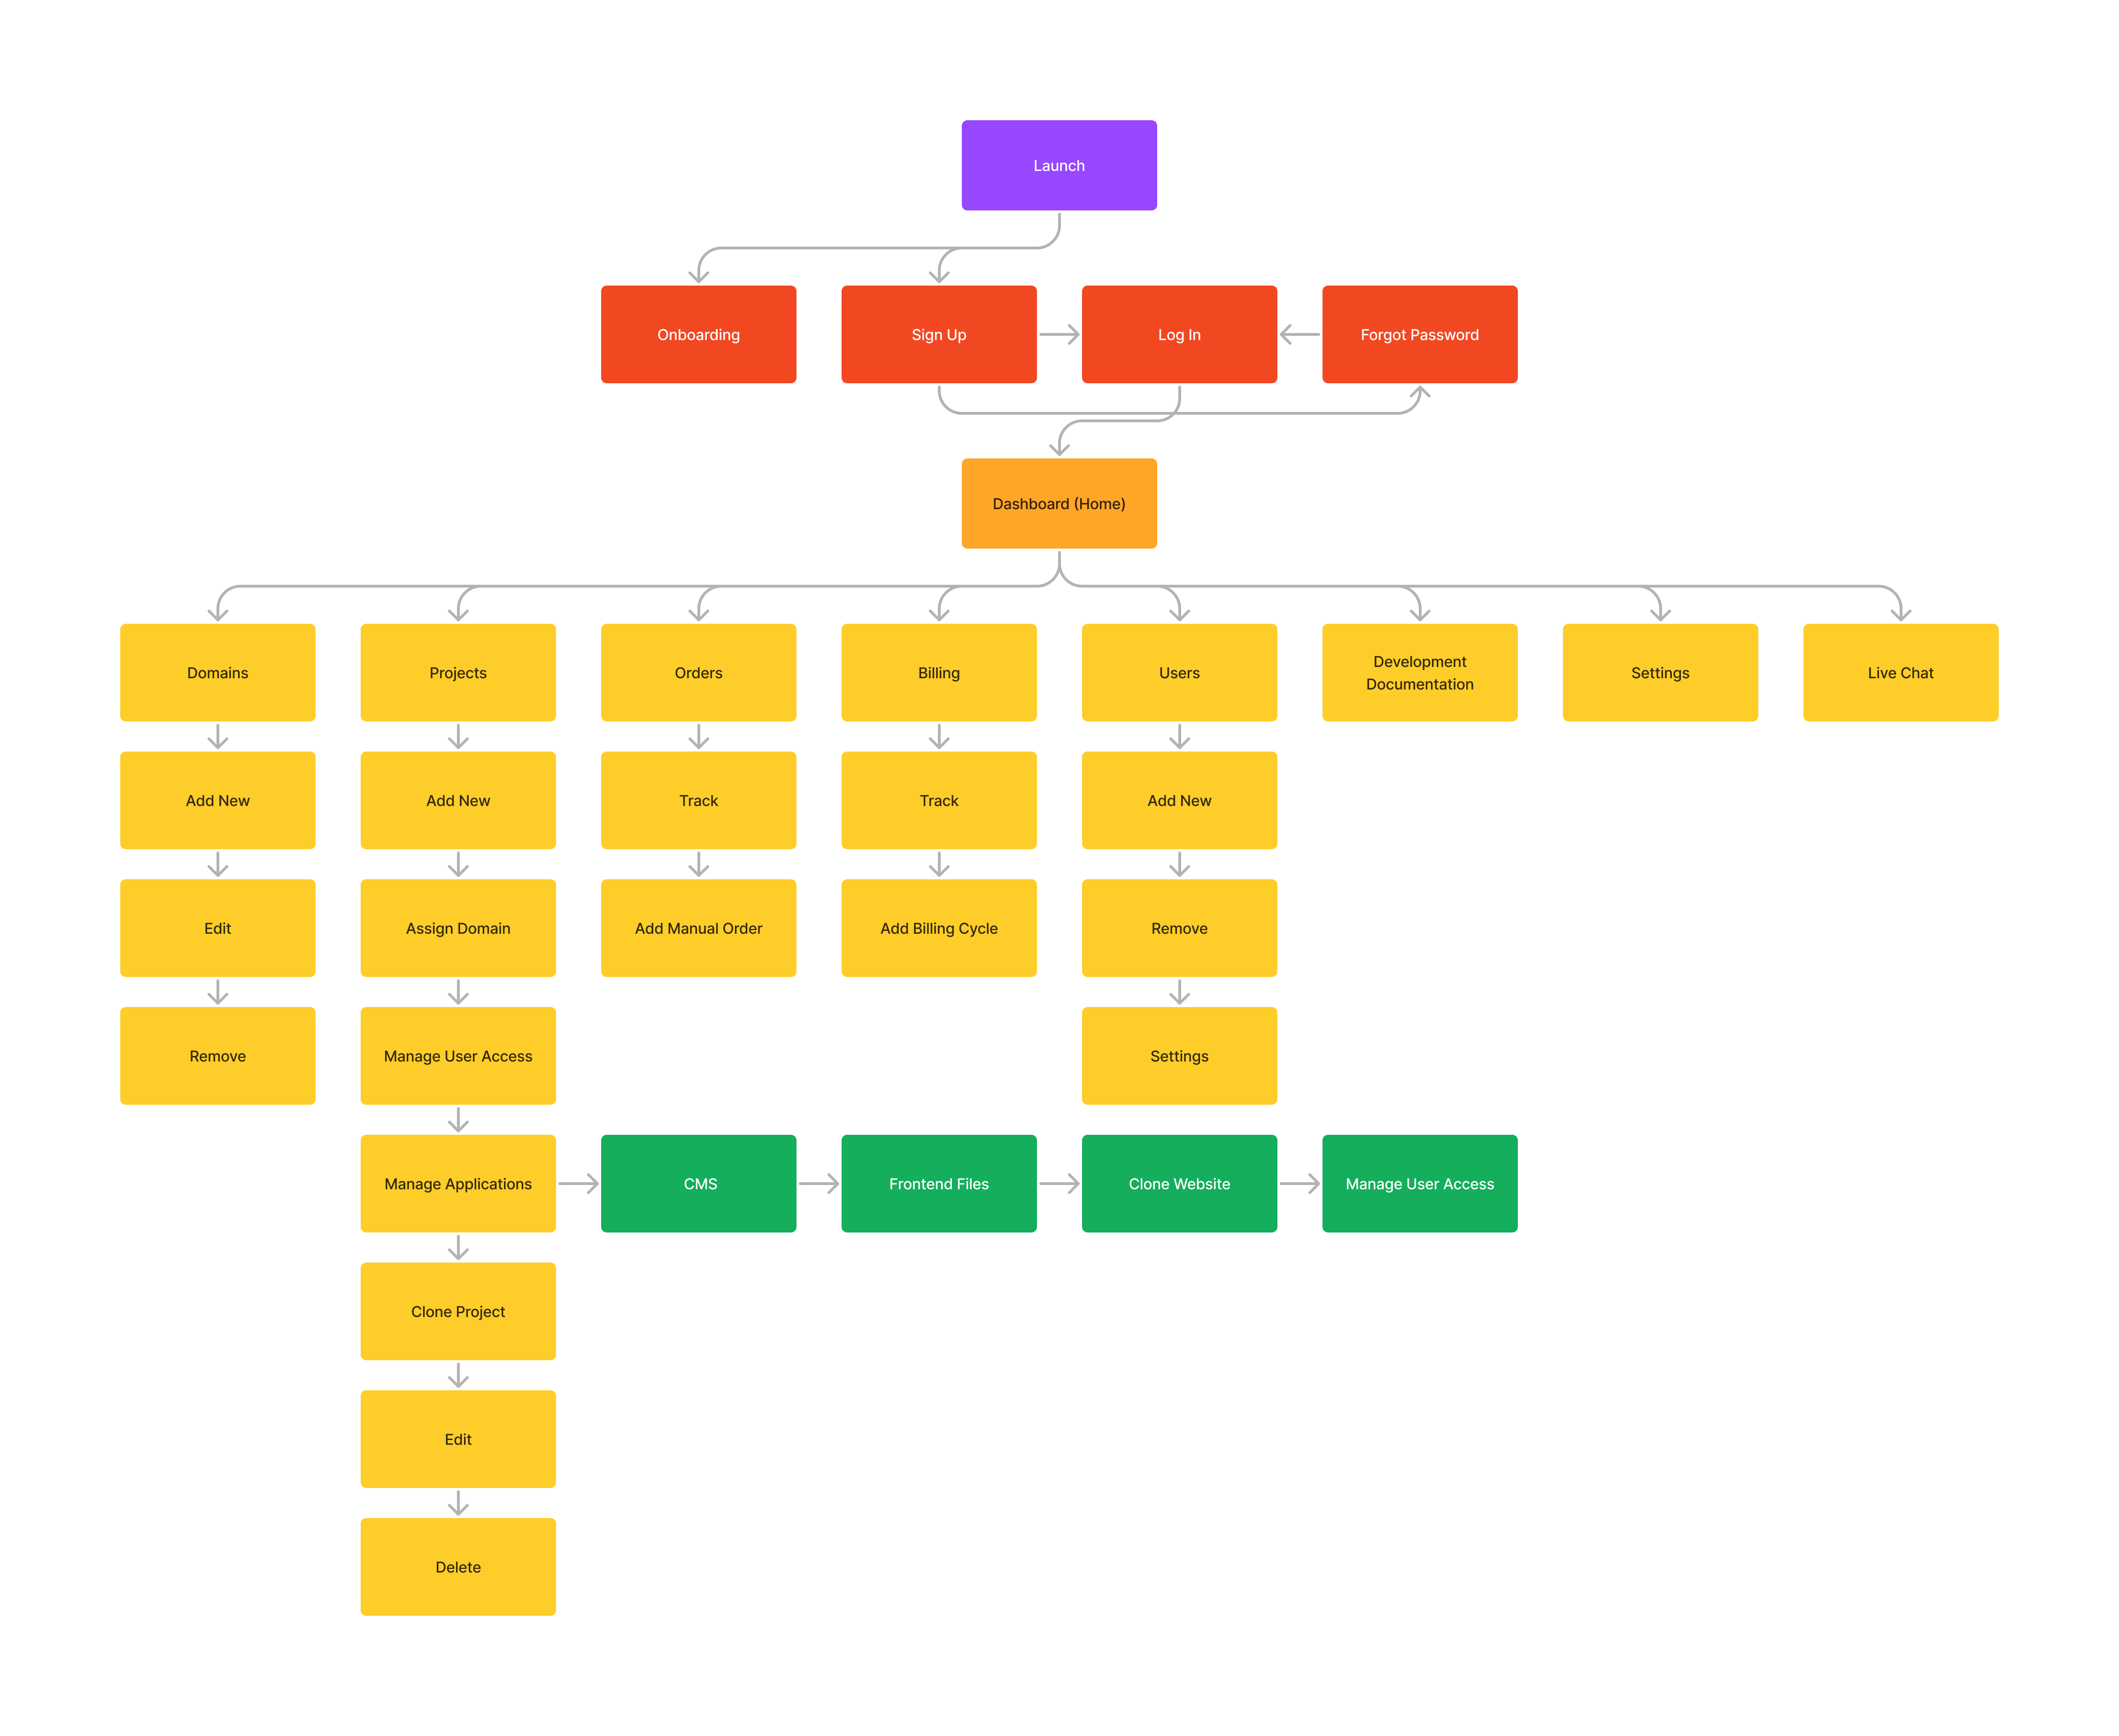 Launch
Onboarding
Sign Up
Log In
Forgot Password
Dashboard (Home)
Domains
Projects
Orders
Billing
Users
Development
Documentation
Settings
Live Chat
Add New
Add New
Track
Track
Add New
Edit
Assign Domain
Add Manual Order
Add Billing Cycle
Remove
Remove
Manage User Access
Settings
Manage Applications
CMS
Frontend Files
Clone Website
Manage User Access
Clone Project
Edit
Delete